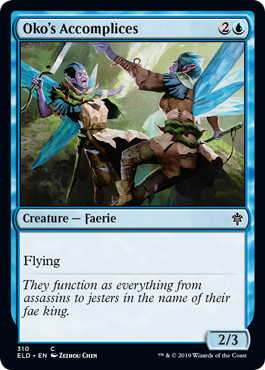 Oko's Accomplices 2
Creature — Faerie
Flying
They function as everything from
assassins to jesters in the name of their
fae king.
2/3
310 C
ELD • EN Zezhou Chen
™ & © 2019 Wizards of the Coast